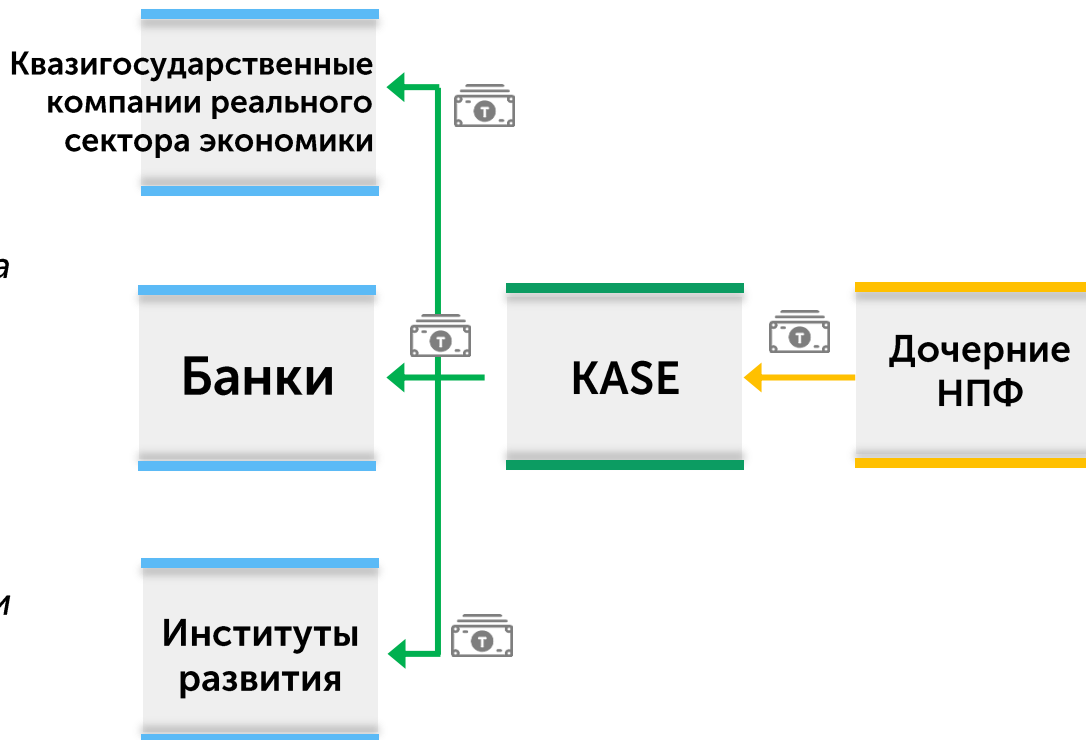 Квазигосударственные
компании реального
сектора экономики
а
Банки
KASE
Дочерние
НПФ
и
Институты
развития